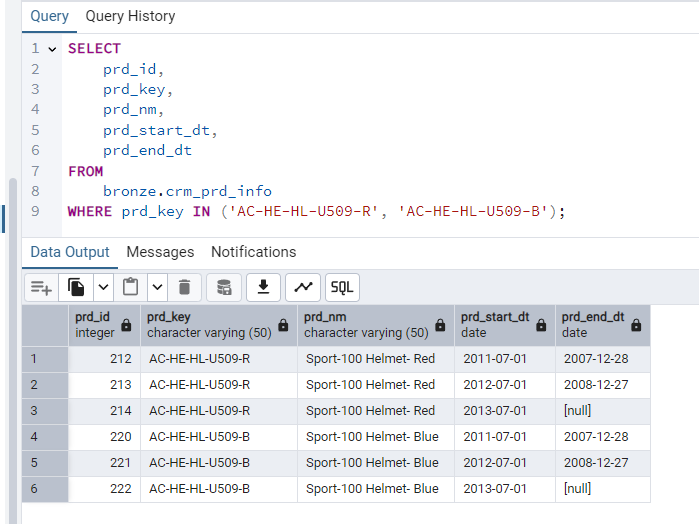 Query Query History
1 SELECT
2 prd_id,
3 prd_key,
4 prd_nm,
5 prd_start_dt,
6 prd_end_dt
7 FROM
8 bronze.crm_prd_info
9 WHERE prd_key IN ('AC-HE-HL-U509-R', 'AC-HE-HL-U509-B');
Data Output Messages Notifications
SQL
prd_id prd_key prd_nm prd_start_dt prd_end_dt
integer character varying (50) character varying (50) date date
1 212 AC-HE-HL-U509-R Sport-100 Helmet- Red 2011-07-01 2007-12-28
2 213 AC-HE-HL-U509-R Sport-100 Helmet- Red 2012-07-01 2008-12-27
3 214 AC-HE-HL-U509-R Sport-100 Helmet- Red 2013-07-01 [null]
4 220 AC-HE-HL-U509-B Sport-100 Helmet- Blue 2011-07-01 2007-12-28
5 221 AC-HE-HL-U509-B Sport-100 Helmet- Blue 2012-07-01 2008-12-27
6 222 AC-HE-HL-U509-B Sport-100 Helmet- Blue 2013-07-01 [null]